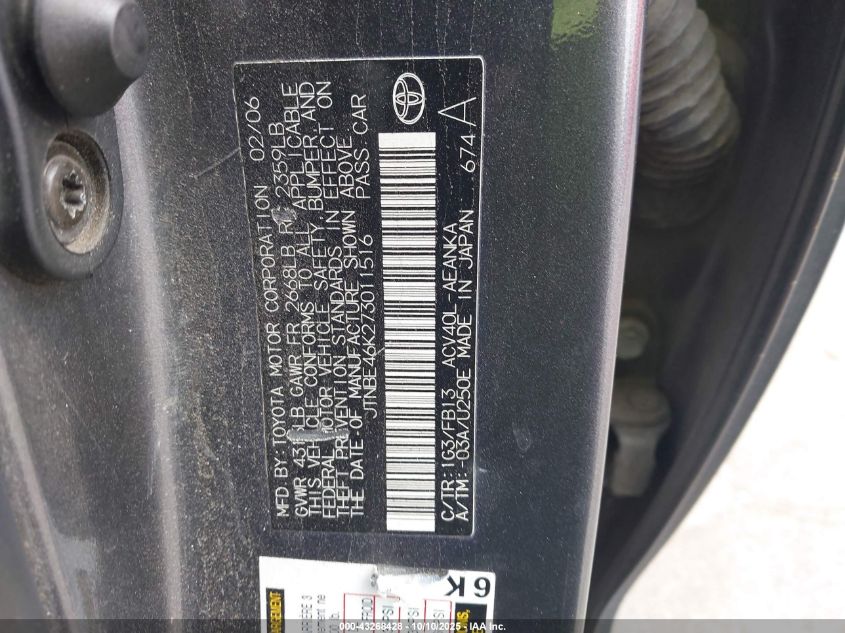 MFD BY: TOYOTA MOTOR CORPORATION 02/06
GVWR LB GAWR FR 2668LB RR 2359LB
THIS VEHICLE CONFORMS TO ALL APPLICABLE
FEDERAL MOTOR VEHICLE SAFETY, BUMPER, AND
THEFT PREVENTION STANDARDS IN EFFECT ON
THE DATE OF MANUFACTURE SHOWN ABOVE.
JTNBE46K273011516 PASS CAR
C/TR: 1G3/FB13 ACV40L-AEANKA
A/TM: -03A/U250E MADE IN JAPAN 674 A
6K
000-43268428 - 10/10/2025 - IAAI Inc.